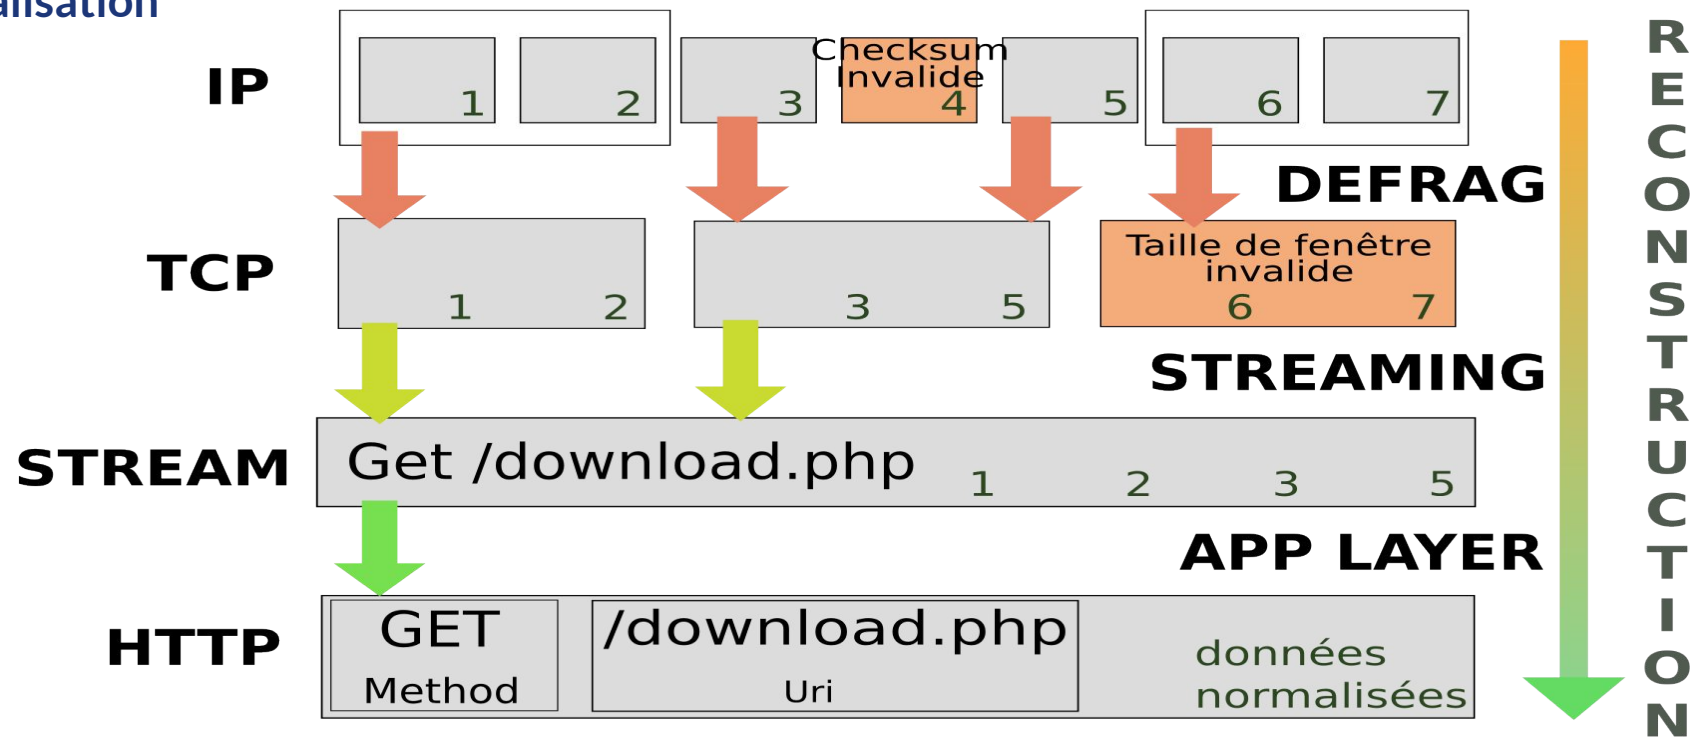 alisation
IP
1
2
3
Checksum
Invalide
4
5
6
7
DEFRAG
TCP
1
2
3
5
Taille de fenêtre
invalide
6
7
STREAMING
STREAM
Get /download.php
1
2
3
5
APP LAYER
HTTP
GET
Method
/download.php
Uri
données
normalisées
R
E
C
O
N
S
T
R
U
C
T
I
O
N